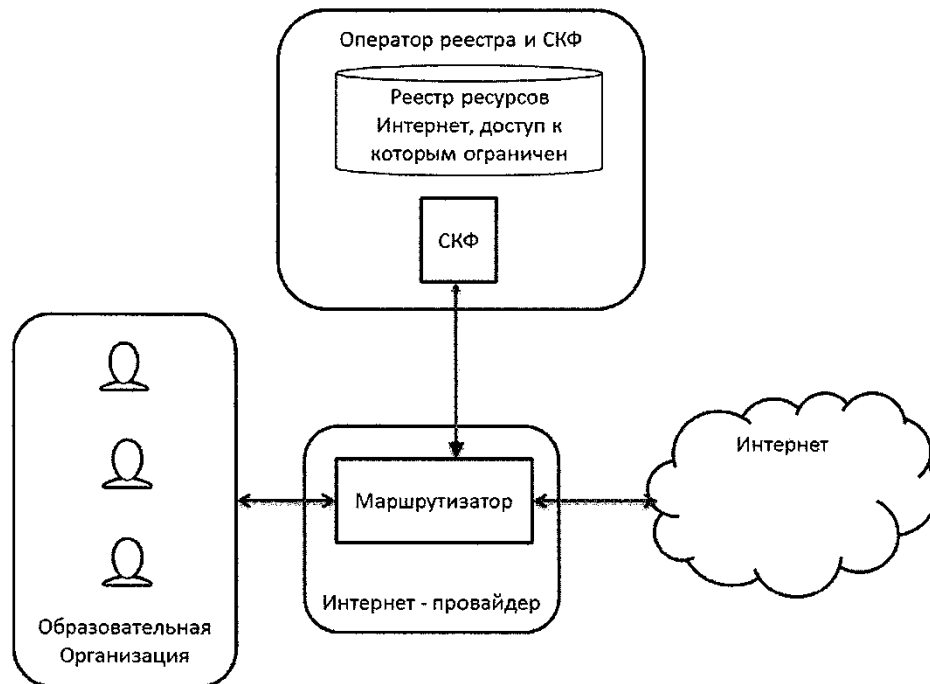 Оператор реестра и СКФ
Реестр ресурсов
Интернет, доступ к
которым ограничен
СКФ
Интернет
Маршрутизатор
Интернет - провайдер
Образовательная
Организация